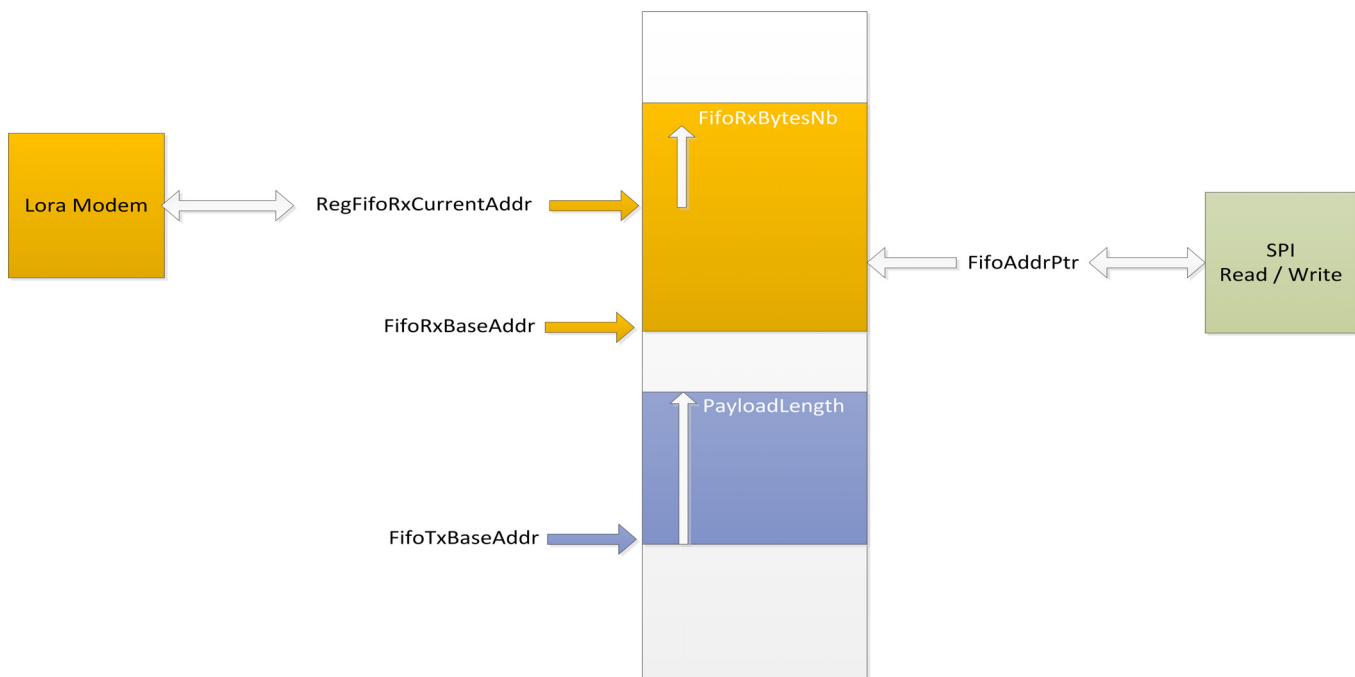 FifoRxBytesNb
Lora Modem
RegFifoRxCurrentAddr
SPI
Read / Write
FifoAddrPtr
FifoRxBaseAddr
PayloadLength
FifoTxBaseAddr